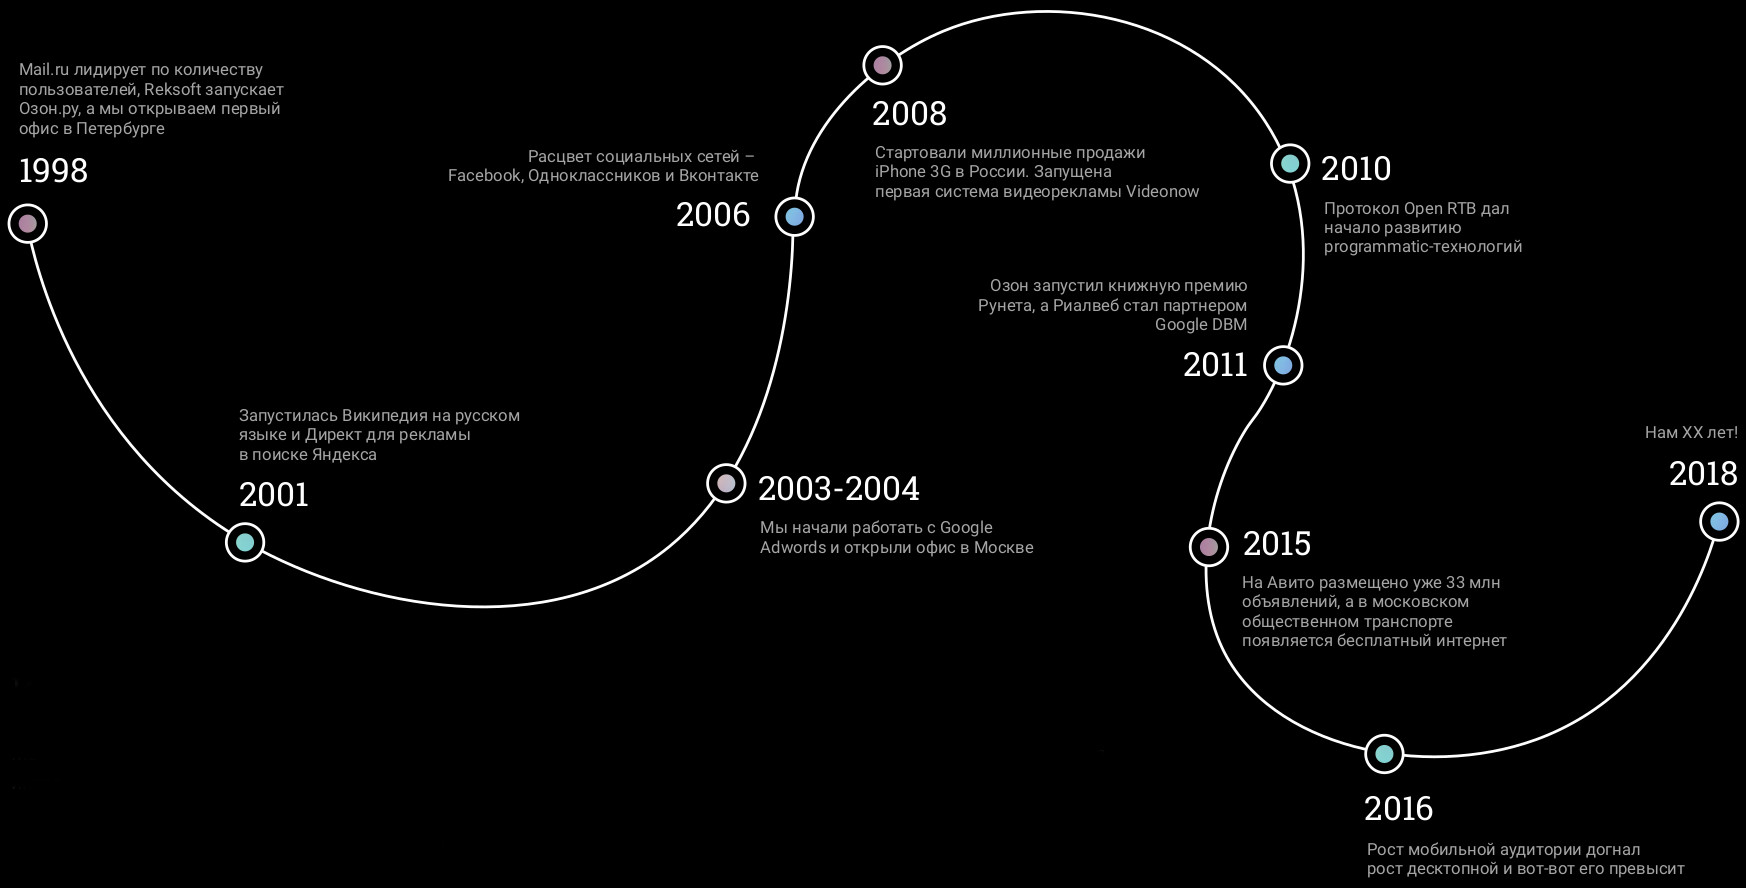 Mail.ru лидирует по количеству
пользователей, Reksoft запускает
Озон.ру, а мы открываем первый
офис в Петербурге
1998
Запустилась Википедия на русском
языке и Директ для рекламы
в поиске Яндекса
2001
2003-2004
Мы начали работать с Google
Adwords и открыли офис в Москве
Расцвет социальных сетей –
Facebook, Одноклассников и Вконтакте
2006
2008
Стартовали миллионные продажи
iPhone 3G в России. Запущена
первая система видеорекламы Videonow
2010
Протокол Open RTB дал
начало развитию
programmatic-технологий
Озон запустил книжную премию
Рунета, а Риалвеб стал партнером
Google DBM
2011
2015
На Авито размещено уже 33 млн
объявлений, а в московском
общественном транспорте
появляется бесплатный интернет
2016
Рост мобильной аудитории догнал
рост десктопной и вот-вот его превысит
Нам XX лет!
2018